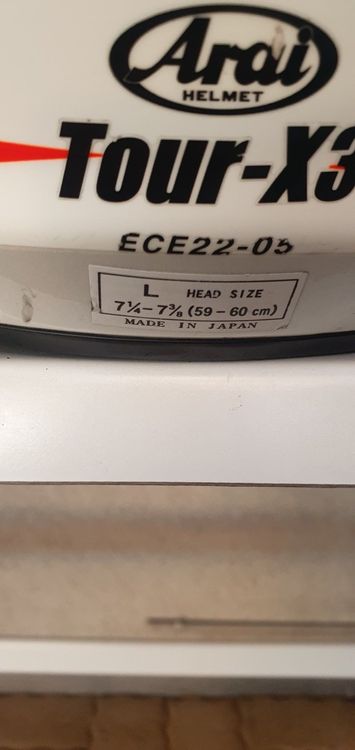 Arai
HELMET
Tour-X3
ECE22-05
L HEAD SIZE
7¼-7⅜ (59-60 cm)
MADE IN JAPAN